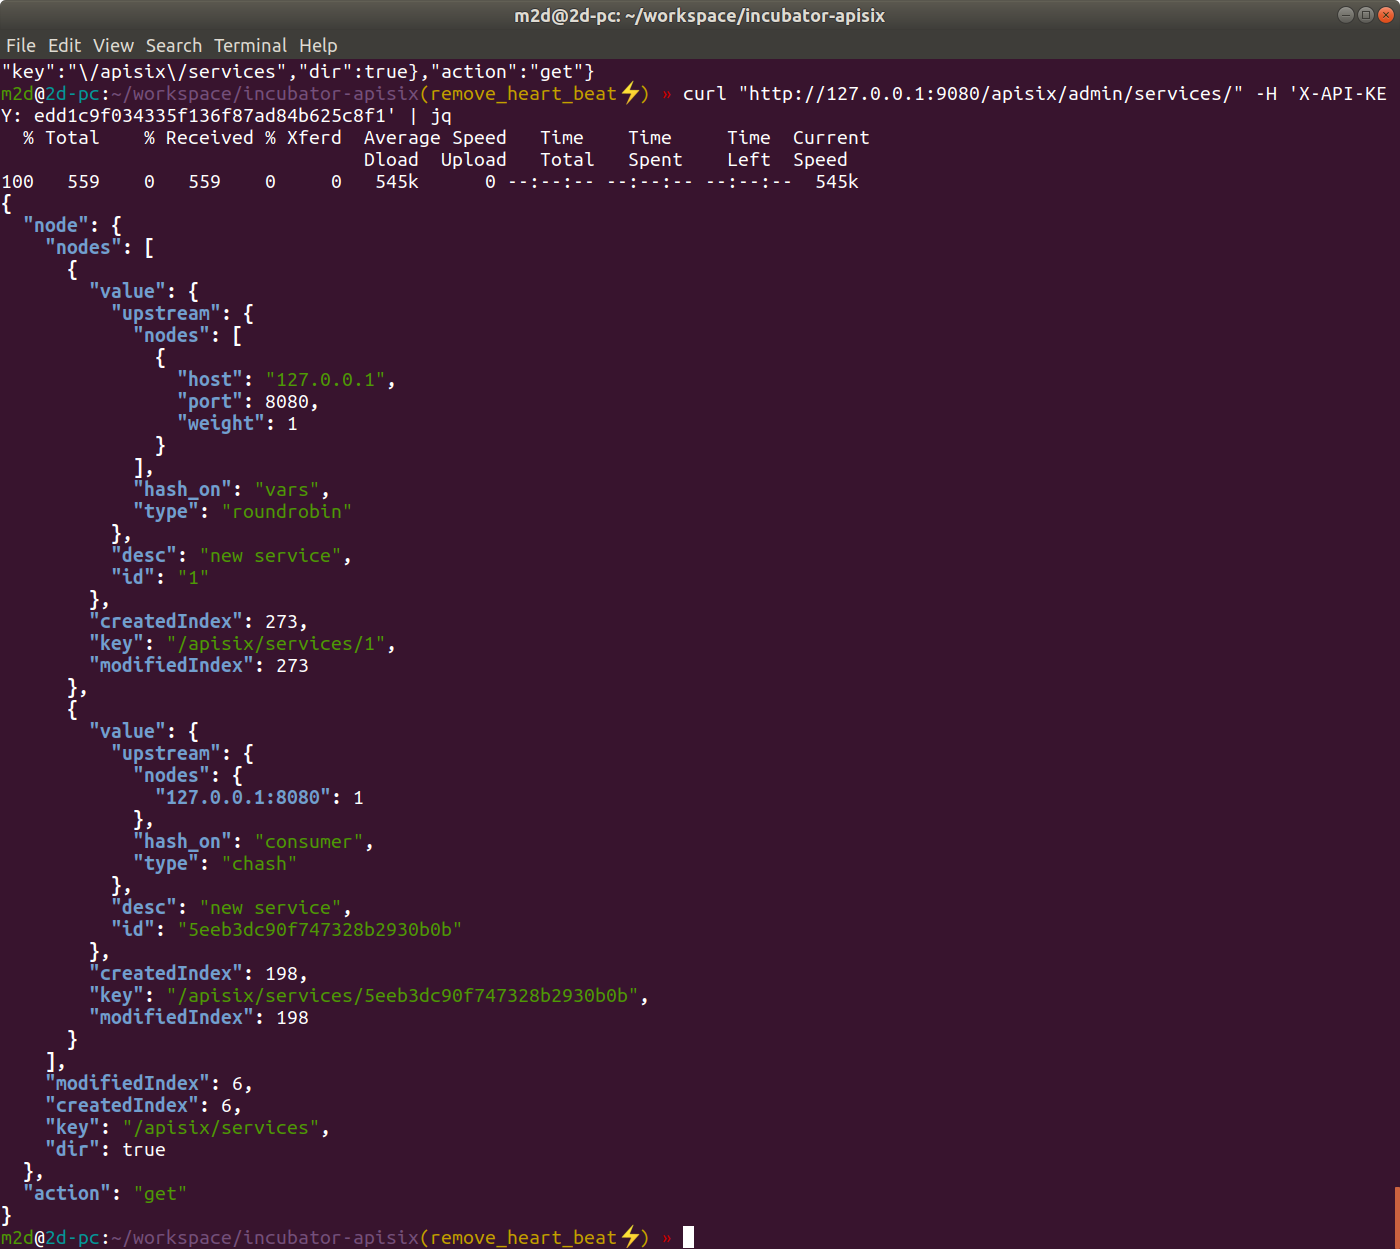 m2d@2d-pc: ~/workspace/incubator-apisix
File Edit View Search Terminal Help
"key":"\/apisix\/services","dir":true},"action":"get"}
m2d@2d-pc:~/workspace/incubator-apisix(remove_heart_beat⚡) » curl "http://127.0.0.1:9080/apisix/admin/services/" -H 'X-API-KE
Y: edd1c9f034335f136f87ad84b625c8f1' | jq
  % Total    % Received % Xferd  Average Speed   Time    Time     Time  Current
                                 Dload  Upload   Total   Spent    Left  Speed
100   559    0   559    0     0   545k      0 --:--:-- --:--:-- --:--:--  545k
{
  "node": {
    "nodes": [
      {
        "value": {
          "upstream": {
            "nodes": [
              {
                "host": "127.0.0.1",
                "port": 8080,
                "weight": 1
              }
            ],
            "hash_on": "vars",
            "type": "roundrobin"
          },
          "desc": "new service",
          "id": "1"
        },
        "createdIndex": 273,
        "key": "/apisix/services/1",
        "modifiedIndex": 273
      },
      {
        "value": {
          "upstream": {
            "nodes": {
              "127.0.0.1:8080": 1
            },
            "hash_on": "consumer",
            "type": "chash"
          },
          "desc": "new service",
          "id": "5eeb3dc90f747328b2930b0b"
        },
        "createdIndex": 198,
        "key": "/apisix/services/5eeb3dc90f747328b2930b0b",
        "modifiedIndex": 198
      }
    ],
    "modifiedIndex": 6,
    "createdIndex": 6,
    "key": "/apisix/services",
    "dir": true
  },
  "action": "get"
}
m2d@2d-pc:~/workspace/incubator-apisix(remove_heart_beat⚡) »